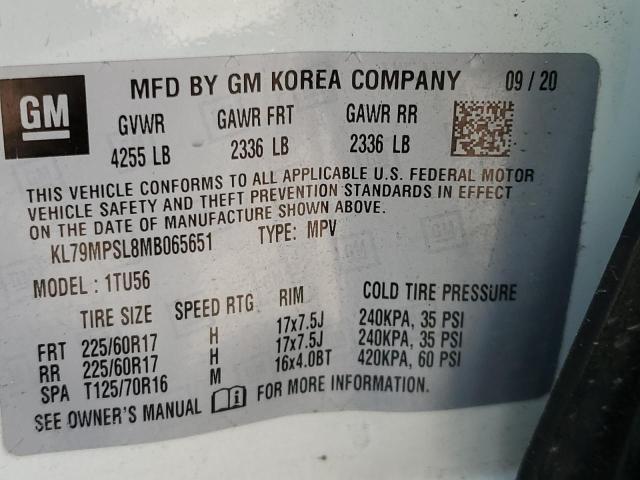 GM
MFD BY GM KOREA COMPANY 09/20
GVWR GAWR FRT GAWR RR
4255 LB 2336 LB 2336 LB
THIS VEHICLE CONFORMS TO ALL APPLICABLE U.S. FEDERAL MOTOR
VEHICLE SAFETY AND THEFT PREVENTION STANDARDS IN EFFECT
ON THE DATE OF MANUFACTURE SHOWN ABOVE.
KL79MPSL8MB065651 TYPE: MPV
MODEL: 1TU56
TIRE SIZE SPEED RTG RIM COLD TIRE PRESSURE
FRT 225/60R17 H 17x7.5J 240KPA, 35 PSI
RR 225/60R17 H 17x7.5J 240KPA, 35 PSI
SPA T125/70R16 M 16x4.0BT 420KPA, 60 PSI
SEE OWNER'S MANUAL FOR MORE INFORMATION.